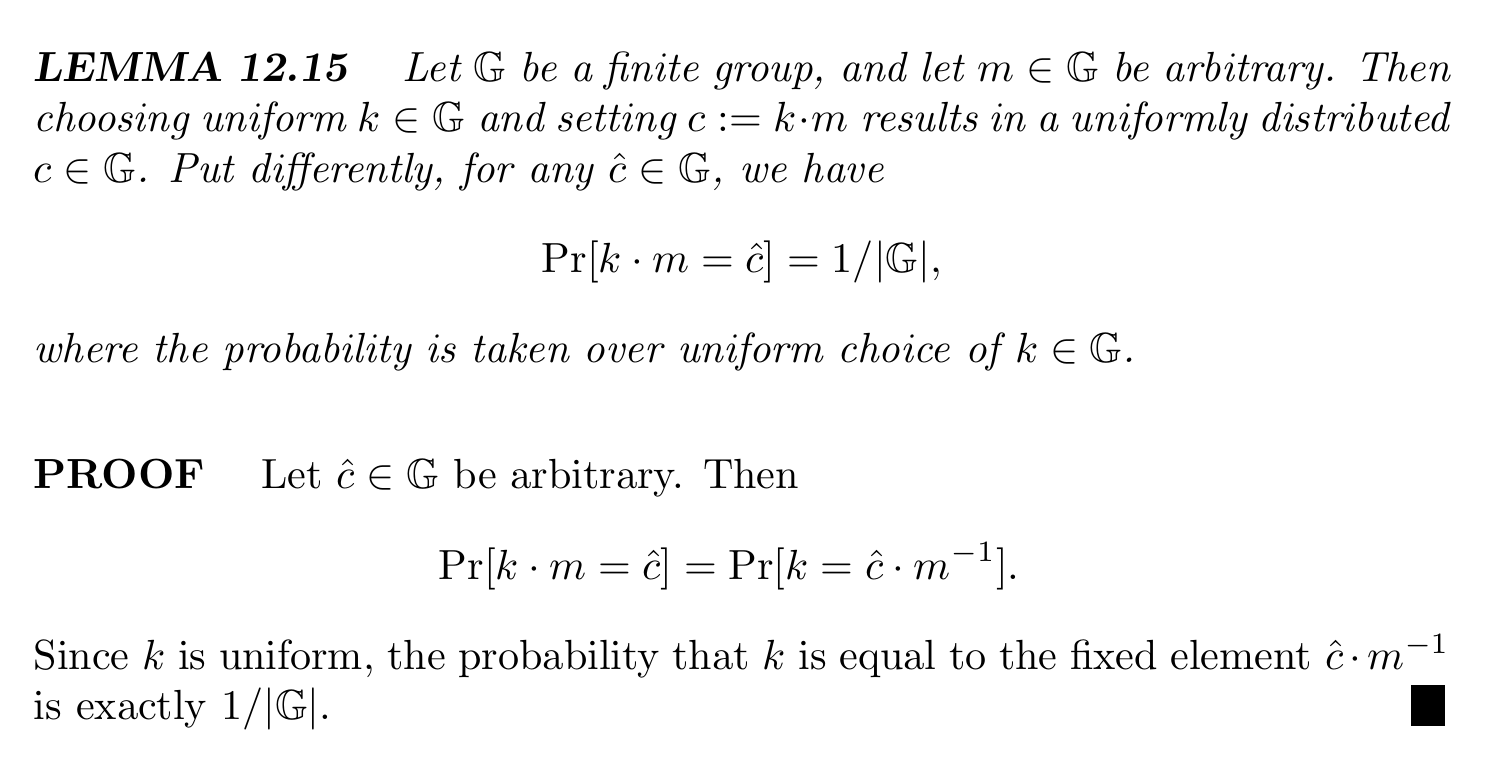 LEMMA 12.15 Let 𝔾 be a finite group, and let m ∈ 𝔾 be arbitrary. Then
choosing uniform k ∈ 𝔾 and setting c := k·m results in a uniformly distributed
c ∈ 𝔾. Put differently, for any ĉ ∈ 𝔾, we have
Pr[k · m = ĉ] = 1/|𝔾|,
where the probability is taken over uniform choice of k ∈ 𝔾.
PROOF Let ĉ ∈ 𝔾 be arbitrary. Then
Pr[k · m = ĉ] = Pr[k = ĉ · m⁻¹].
Since k is uniform, the probability that k is equal to the fixed element ĉ · m⁻¹
is exactly 1/|𝔾|. ■